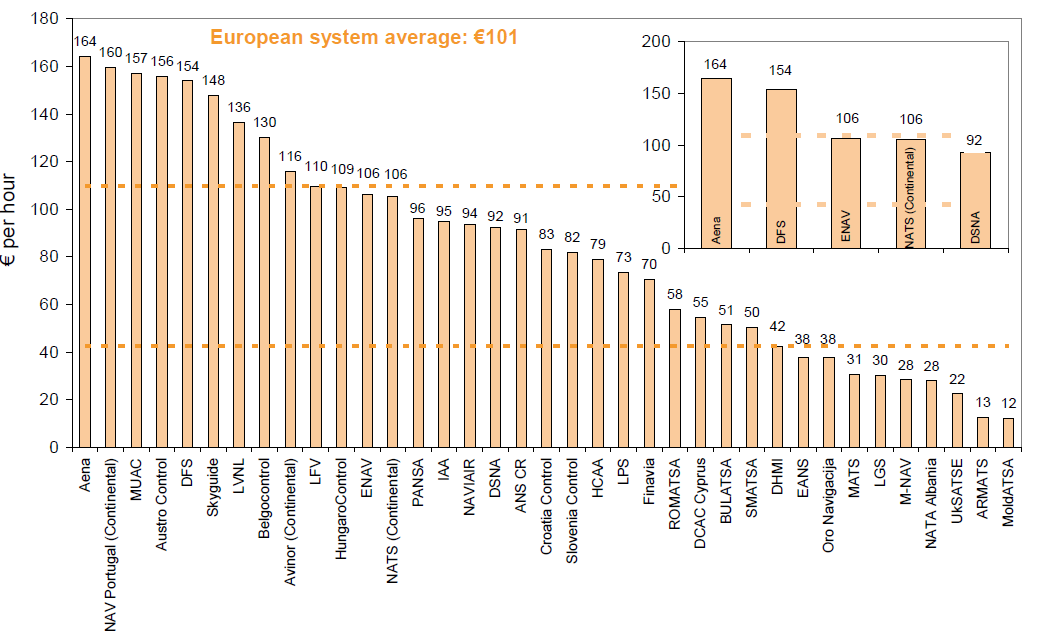 European system average: €101
€ per hour
180
160
140
120
100
80
60
40
20
0
164
160
157
156
154
148
136
130
116
110
109
106
106
96
95
94
92
91
83
82
79
73
70
58
55
51
50
42
38
38
31
30
28
28
22
13
12
Aena
NAV Portugal (Continental)
MUAC
Austro Control
DFS
Skyguide
LVNL
Belgocontrol
Avinor (Continental)
LFV
HungaroControl
ENAV
NATS (Continental)
PANSA
IAA
NAVIAIR
DSNA
ANS CR
Croatia Control
Slovenia Control
HCAA
LPS
Finavia
ROMATSA
DCAC Cyprus
BULATSA
SMATSA
DHMI
EANS
Oro Navigacija
MATS
LGS
M-NAV
NATA Albania
UkSATSE
ARMATS
MoldATSA
200
150
100
50
0
164
154
106
106
92
Aena
DFS
ENAV
NATS (Continental)
DSNA